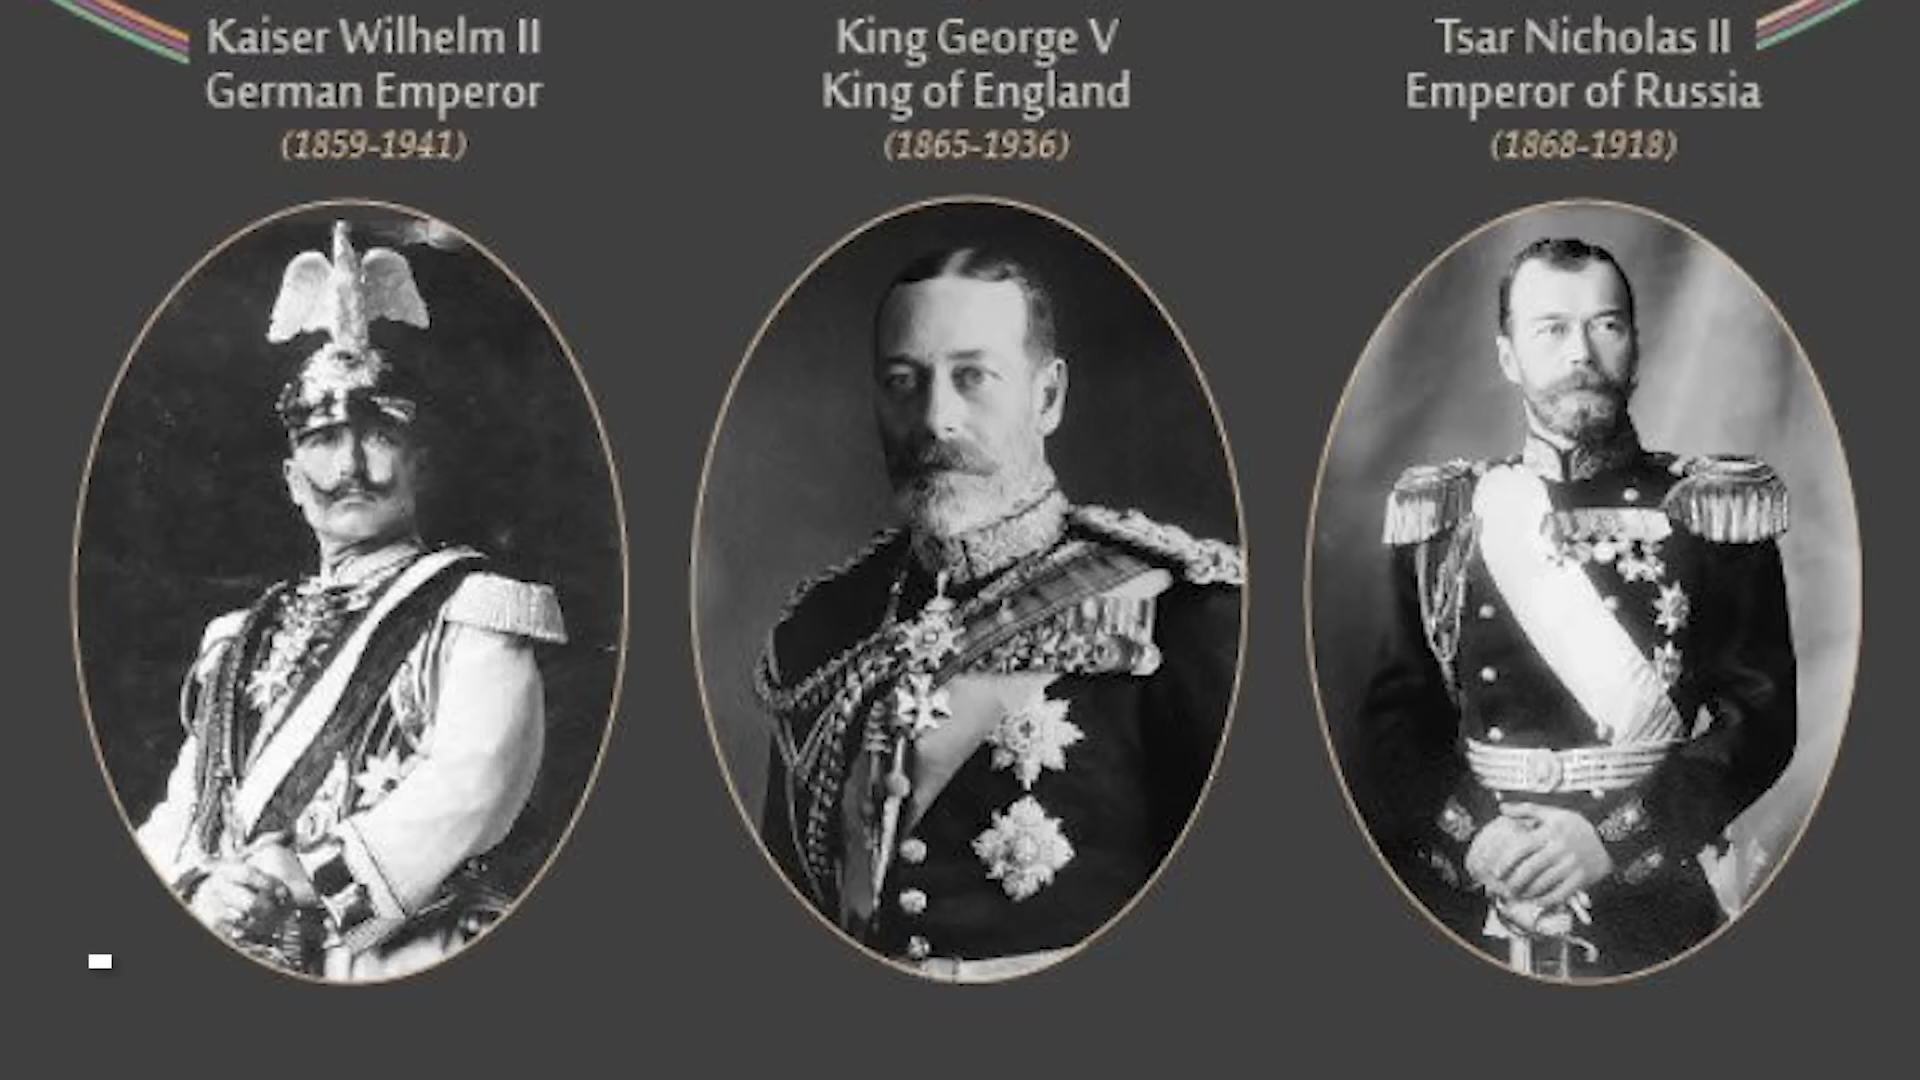 Kaiser Wilhelm II
German Emperor
(1859-1941)
King George V
King of England
(1865-1936)
Tsar Nicholas II
Emperor of Russia
(1868-1918)